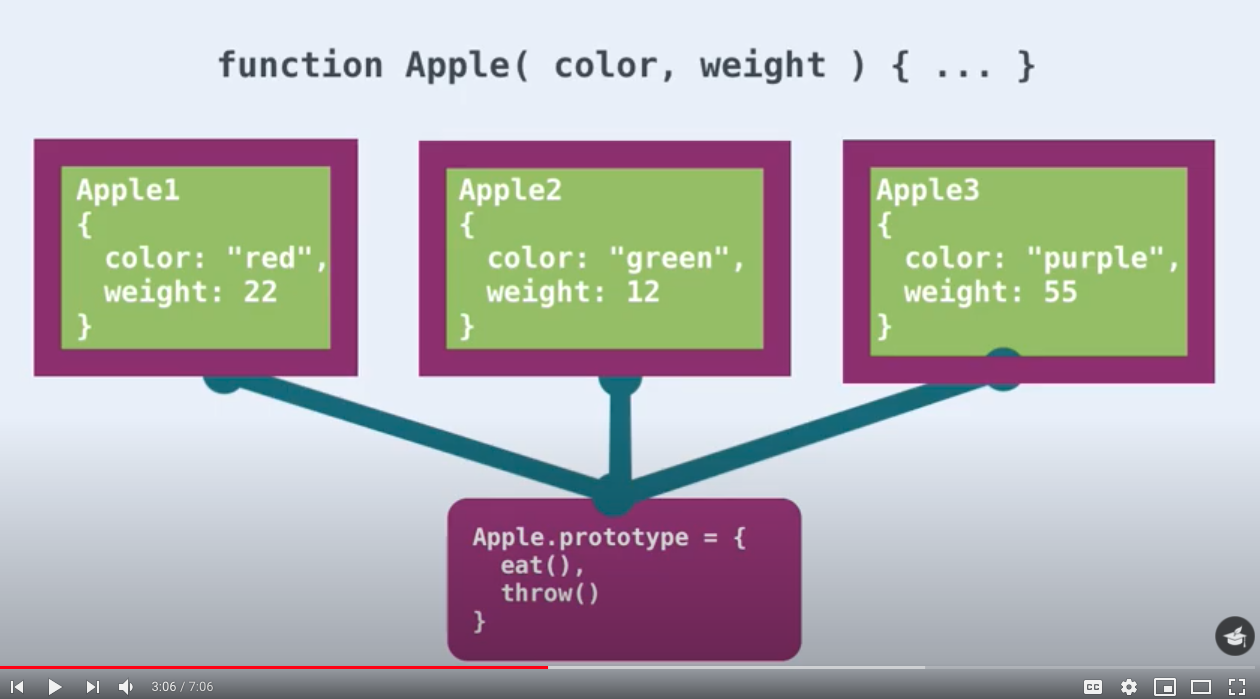 function Apple( color, weight ) { ... }
Apple1
{
  color: "red",
  weight: 22
}
Apple2
{
  color: "green",
  weight: 12
}
Apple3
{
  color: "purple",
  weight: 55
}
Apple.prototype = {
  eat(),
  throw()
}
3:06 / 7:06
CC